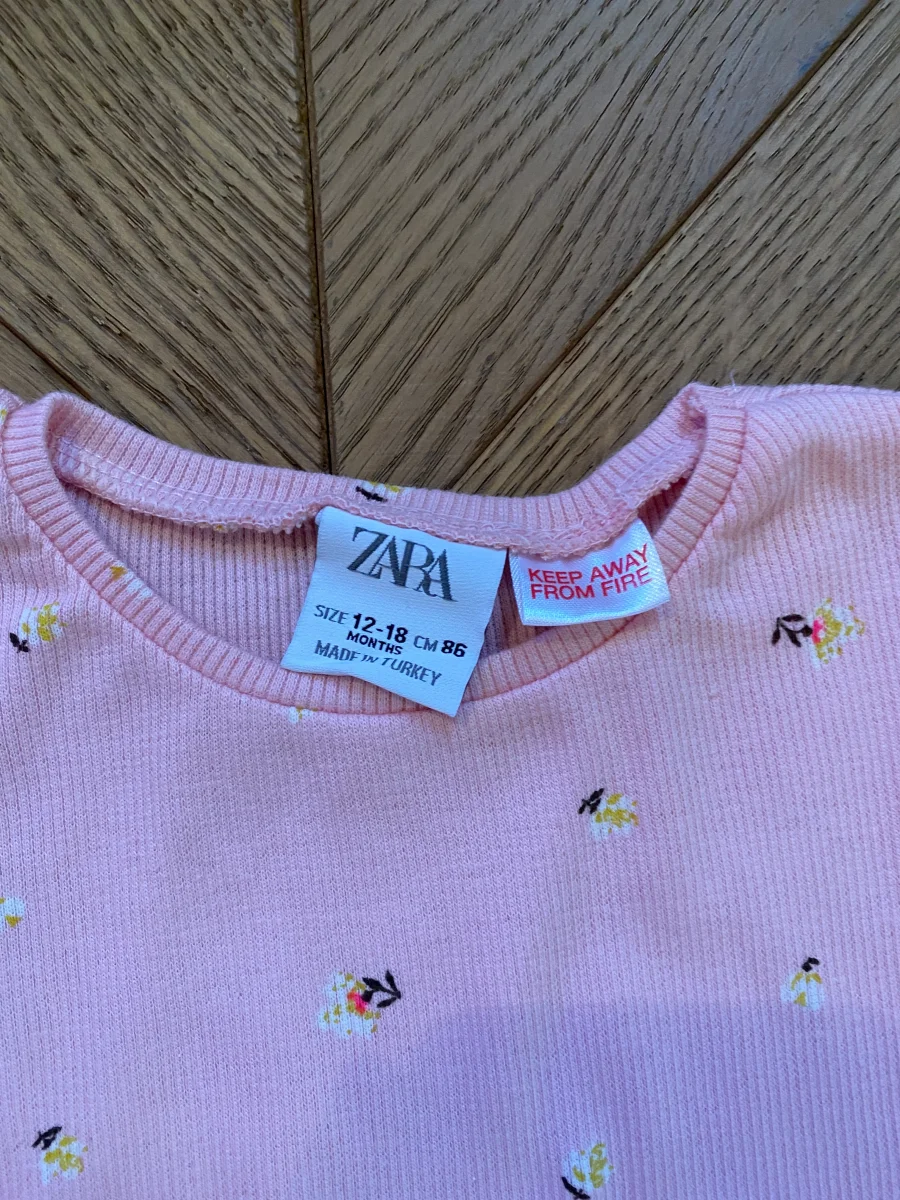 ZARA
SIZE 12-18 CM 86
MONTHS
MADE IN TURKEY
KEEP AWAY
FROM FIRE